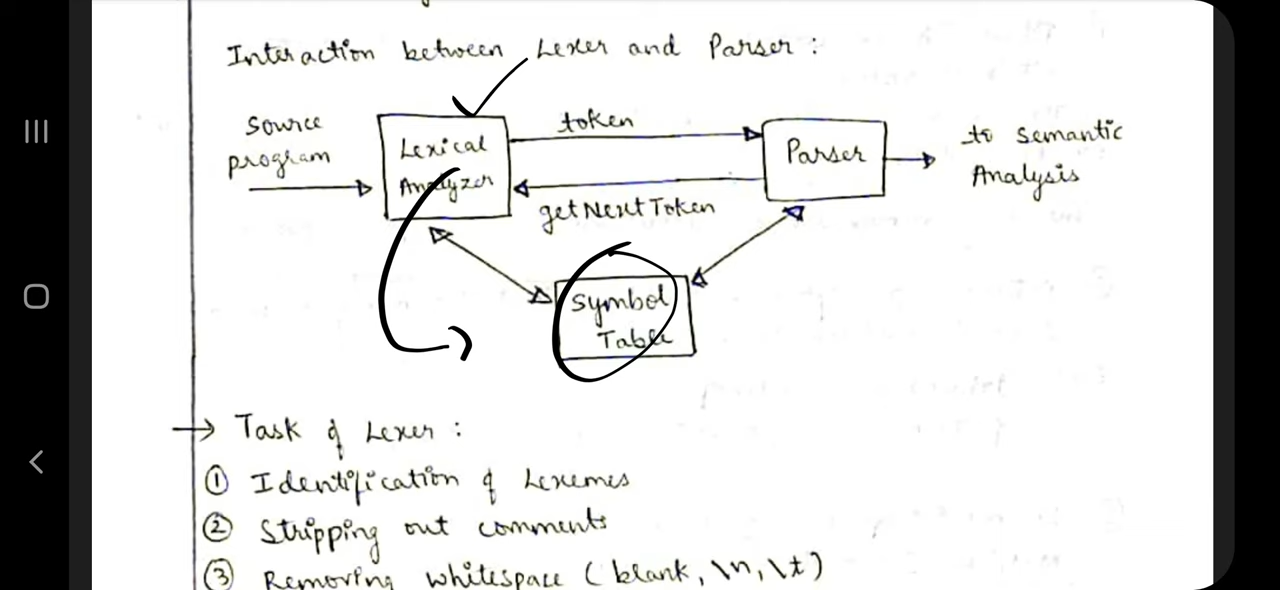 Interaction between Lexer and Parser :
Source
program
Lexical
Analyzer
token
getNextToken
Parser
to Semantic
Analysis
Symbol
Table
→ Task of Lexer :
① Identification of Lexemes
② Stripping out comments
③ Removing whitespace ( blank, \n, \t )